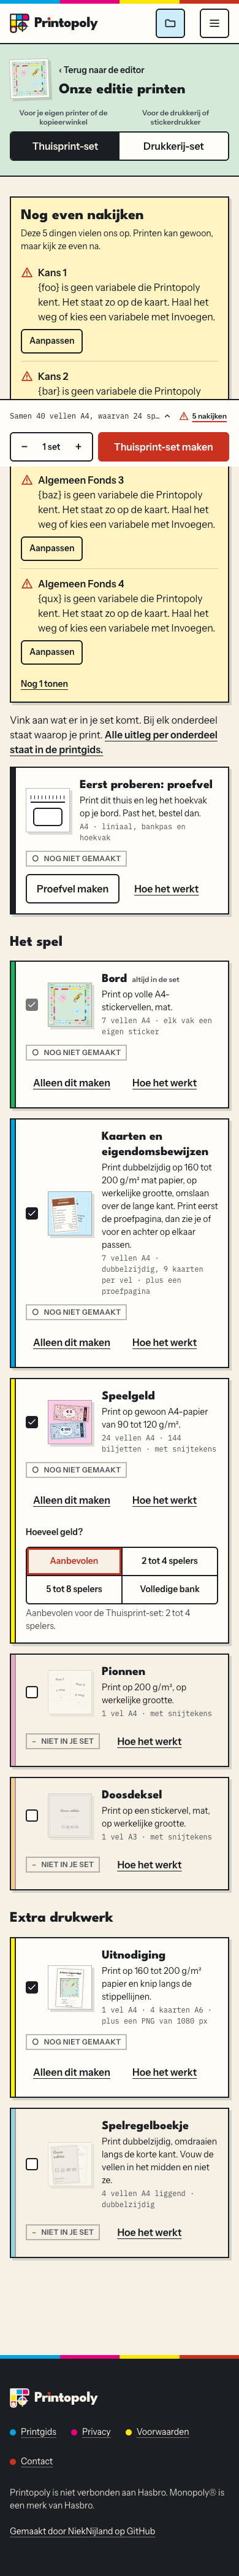 Printopoly
‹ Terug naar de editor
Onze editie printen
Voor je eigen printer of de
kopieerwinkel
Voor de drukkerij of
stickerdrukker
Thuisprint-set
Drukkerij-set
Nog even nakijken
Deze 5 dingen vielen ons op. Printen kan gewoon,
maar kijk ze even na.
Kans 1
{foo} is geen variabele die Printopoly
kent. Het staat zo op de kaart. Haal het
weg of kies een variabele met Invoegen.
Aanpassen
Kans 2
{bar} is geen variabele die Printopoly
Samen 40 vellen A4, waarvan 24 sp…
5 nakijken
− 1 set +
Thuisprint-set maken
Algemeen Fonds 3
{baz} is geen variabele die Printopoly
kent. Het staat zo op de kaart. Haal het
weg of kies een variabele met Invoegen.
Aanpassen
Algemeen Fonds 4
{qux} is geen variabele die Printopoly
kent. Het staat zo op de kaart. Haal het
weg of kies een variabele met Invoegen.
Aanpassen
Nog 1 tonen
Vink aan wat er in je set komt. Bij elk onderdeel
staat waarop je print. Alle uitleg per onderdeel
staat in de printgids.
Eerst proberen: proefvel
Print dit thuis en leg het hoekvak
op je bord. Past het, bestel dan.
A4 · liniaal, bankpas en
hoekvak
NOG NIET GEMAAKT
Proefvel maken
Hoe het werkt
Het spel
Bord altijd in de set
Print op volle A4-
stickervellen, mat.
7 vellen A4 · elk vak een
eigen sticker
NOG NIET GEMAAKT
Alleen dit maken
Hoe het werkt
Kaarten en
eigendomsbewijzen
Print dubbelzijdig op 160 tot
200 g/m² mat papier, op
werkelijke grootte, omslaan
over de lange kant. Print eerst
de proefpagina, dan zie je of
voor en achter op elkaar
passen.
7 vellen A4 ·
dubbelzijdig, 9 kaarten
per vel · plus een
proefpagina
NOG NIET GEMAAKT
Alleen dit maken
Hoe het werkt
Speelgeld
Print op gewoon A4-papier
van 90 tot 120 g/m².
24 vellen A4 · 144
biljetten · met snijtekens
NOG NIET GEMAAKT
Alleen dit maken
Hoe het werkt
Hoeveel geld?
Aanbevolen
2 tot 4 spelers
5 tot 8 spelers
Volledige bank
Aanbevolen voor de Thuisprint-set: 2 tot 4
spelers.
Pionnen
Print op 200 g/m², op
werkelijke grootte.
1 vel A4 · met snijtekens
– NIET IN JE SET
Hoe het werkt
Doosdeksel
Print op een stickervel, mat,
op werkelijke grootte.
1 vel A3 · met snijtekens
– NIET IN JE SET
Hoe het werkt
Extra drukwerk
Uitnodiging
Print op 160 tot 200 g/m²
papier en knip langs de
stippellijnen.
1 vel A4 · 4 kaarten A6 ·
plus een PNG van 1080 px
NOG NIET GEMAAKT
Alleen dit maken
Hoe het werkt
Spelregelboekje
Print dubbelzijdig, omdraaien
langs de korte kant. Vouw de
vellen in het midden en niet
ze.
4 vellen A4 liggend ·
dubbelzijdig
– NIET IN JE SET
Hoe het werkt
Printopoly
Printgids
Privacy
Voorwaarden
Contact
Printopoly is niet verbonden aan Hasbro. Monopoly® is
een merk van Hasbro.
Gemaakt door NiekNijland op GitHub